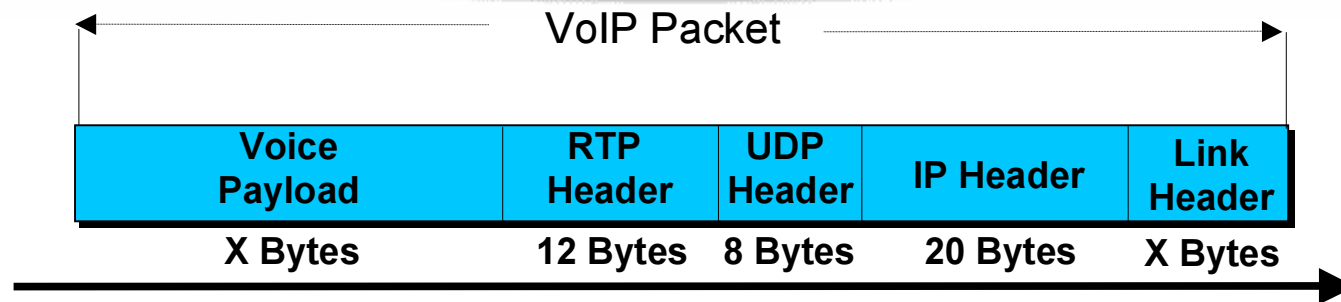 VoIP Packet
Voice Payload
RTP Header
UDP Header
IP Header
Link Header
X Bytes
12 Bytes
8 Bytes
20 Bytes
X Bytes